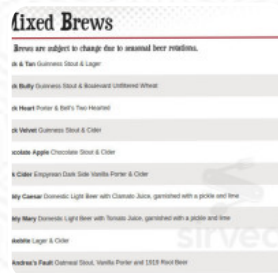 Mixed Brews
Brews are subject to change due to seasonal beer rotations.
k & Tan Guinness Stout & Lager
k Bully Guinness Stout & Boulevard Unfiltered Wheat
k Heart Porter & Bell's Two Hearted
ck Velvet Guinness Stout & Cider
ocolate Apple Chocolate Stout & Cider
k Cider Empyrean Dark Side Vanilla Porter & Cider
dy Caesar Domestic Light Beer with Clamato Juice, garnished with a pickle and lime
dy Mary Domestic Light Beer with Tomato Juice, garnished with a pickle and lime
Lager & Cider
Andrea's Fault Oatmeal Stout, Vanilla Porter and 1919 Root Beer
sirved